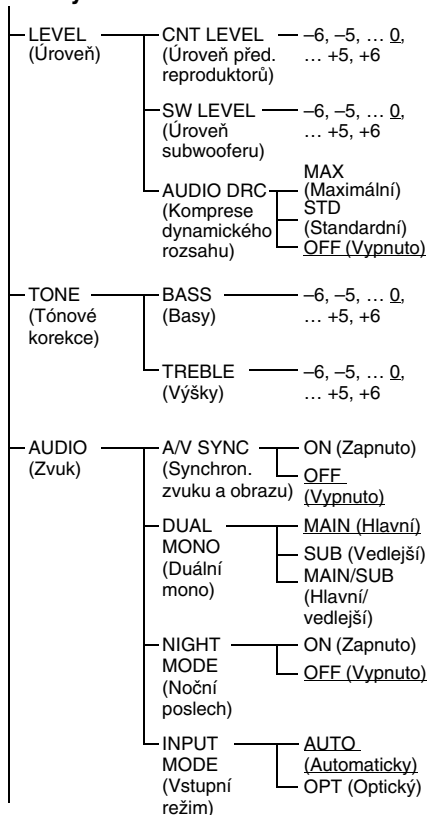 LEVEL
(Úroveň)
CNT LEVEL
(Úroveň před.
reproduktorů)
–6, –5, … 0,
… +5, +6
SW LEVEL
(Úroveň
subwooferu)
–6, –5, … 0,
… +5, +6
AUDIO DRC
(Komprese
dynamického
rozsahu)
MAX
(Maximální)
STD
(Standardní)
OFF (Vypnuto)
TONE
(Tónové
korekce)
BASS
(Basy)
–6, –5, … 0,
… +5, +6
TREBLE
(Výšky)
–6, –5, … 0,
… +5, +6
AUDIO
(Zvuk)
A/V SYNC
(Synchron.
zvuku a obrazu)
ON (Zapnuto)
OFF
(Vypnuto)
DUAL
MONO
(Duální
mono)
MAIN (Hlavní)
SUB (Vedlejší)
MAIN/SUB
(Hlavní/
vedlejší)
NIGHT
MODE
(Noční
poslech)
ON (Zapnuto)
OFF (Vypnuto)
INPUT
MODE
(Vstupní
režim)
AUTO
(Automaticky)
OPT (Optický)